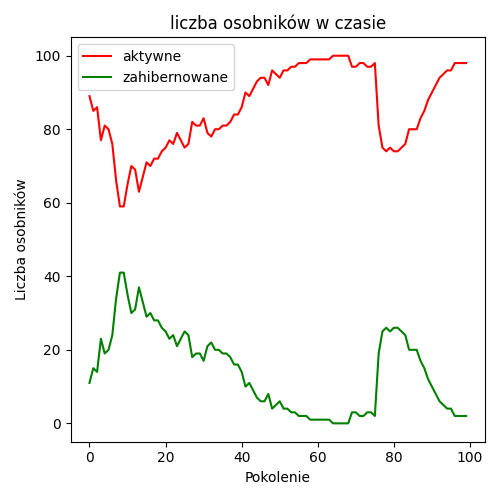 liczba osobników w czasie
aktywne
zahibernowane
Liczba osobników
100
80
60
40
20
0
0 20 40 60 80 100
Pokolenie